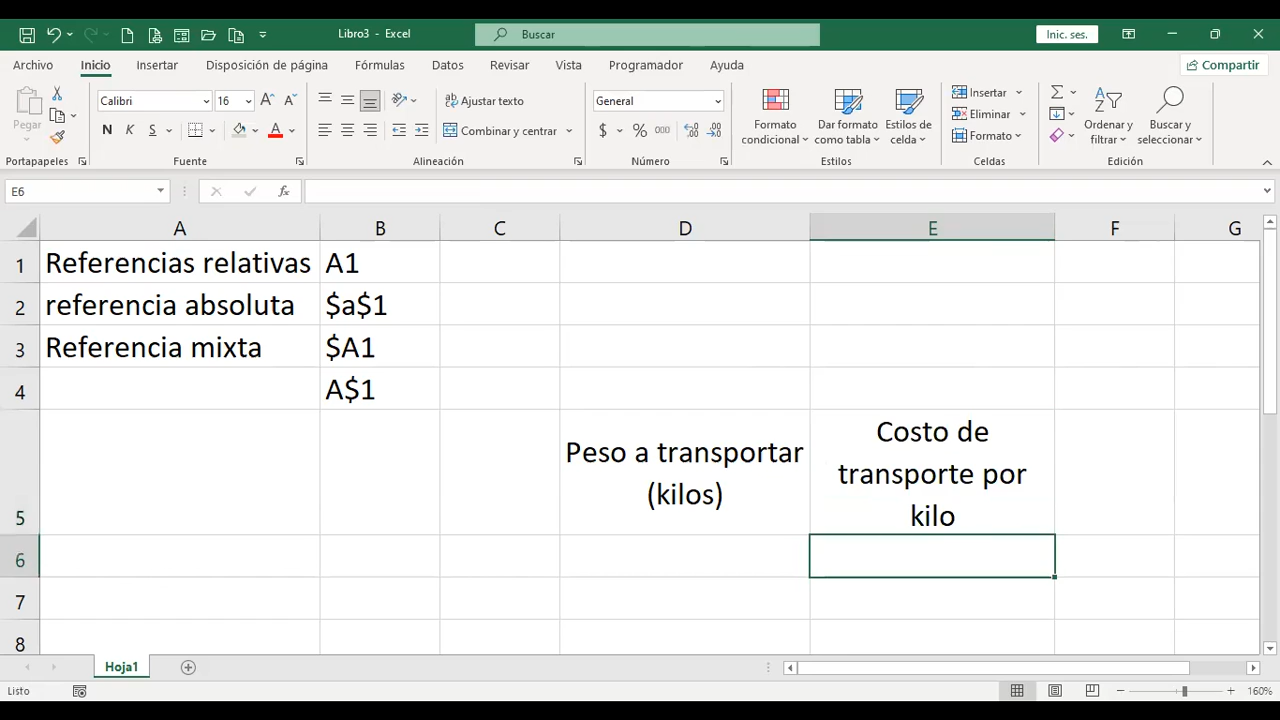 Libro3 - Excel
Buscar
Inic. ses.
Archivo Inicio Insertar Disposición de página Fórmulas Datos Revisar Vista Programador Ayuda
Compartir
Pegar
Portapapeles
Calibri 16
N K S
Fuente
Ajustar texto
Combinar y centrar
Alineación
General
$ % 000
Número
Formato condicional
Dar formato como tabla
Estilos de celda
Estilos
Insertar
Eliminar
Formato
Celdas
Ordenar y filtrar
Buscar y seleccionar
Edición
E6
fx
A B C D E F G
1 Referencias relativas A1
2 referencia absoluta $a$1
3 Referencia mixta $A1
4 A$1
5
Peso a transportar
(kilos)
Costo de
transporte por
kilo
6
7
8
Hoja1
Listo
160%